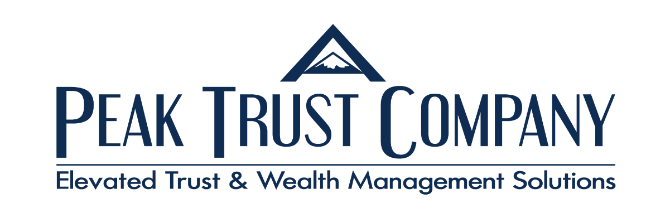 PEAK TRUST COMPANY
Elevated Trust & Wealth Management Solutions